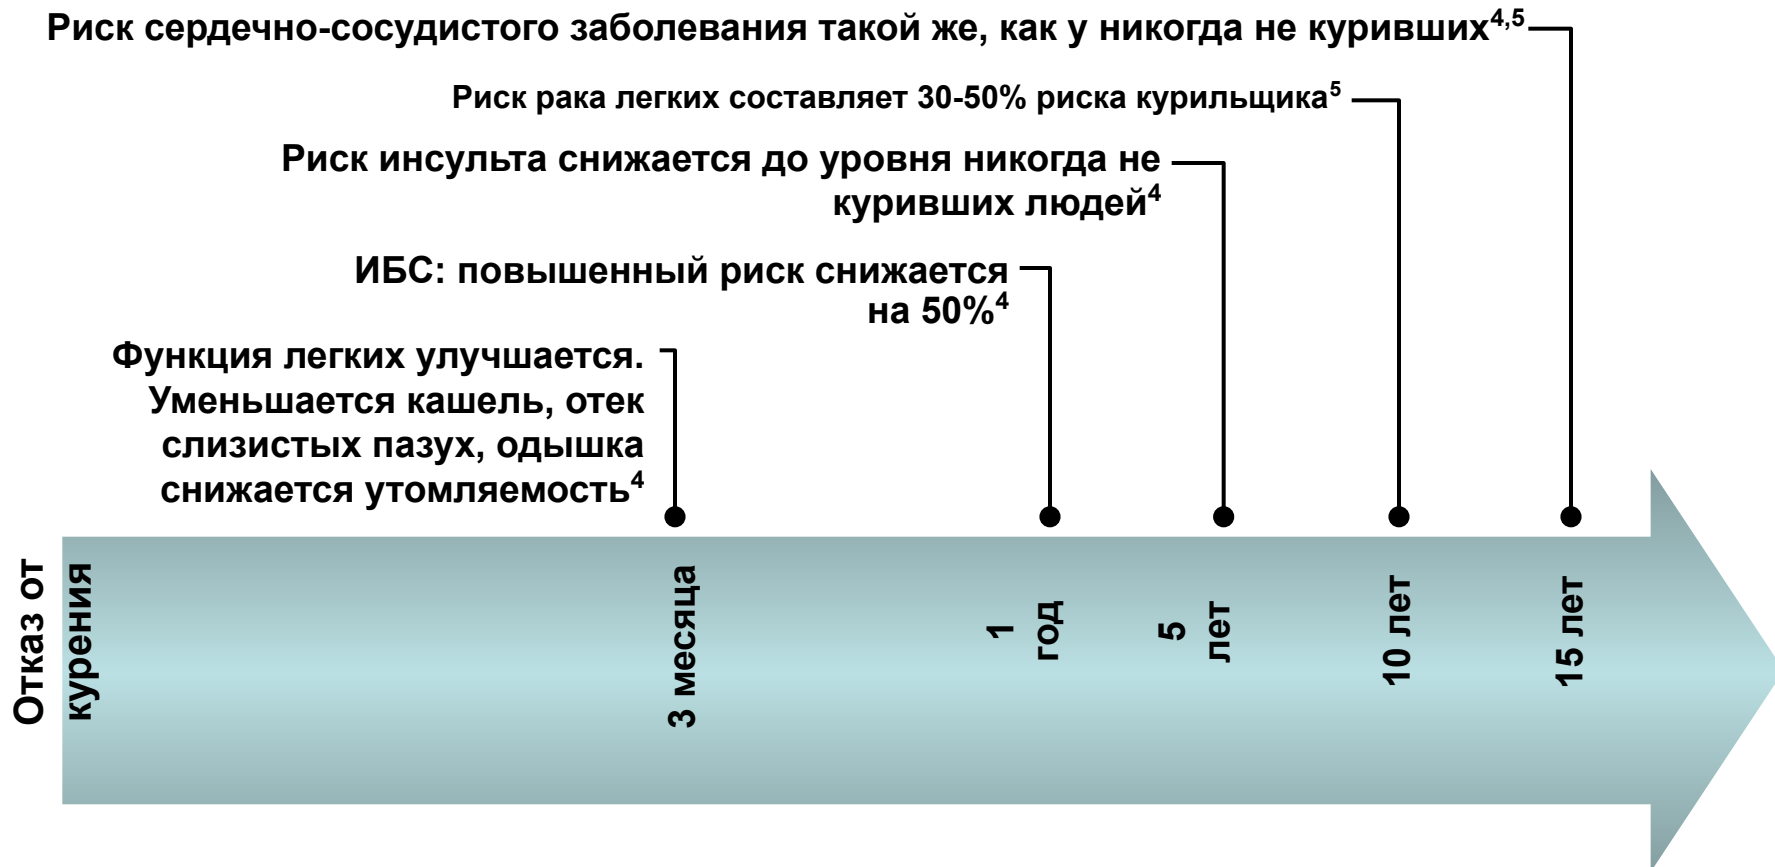 Риск сердечно-сосудистого заболевания такой же, как у никогда не куривших4,5
Риск рака легких составляет 30-50% риска курильщика5
Риск инсульта снижается до уровня никогда не
куривших людей4
ИБС: повышенный риск снижается
на 50%4
Функция легких улучшается.
Уменьшается кашель, отек
слизистых пазух, одышка
снижается утомляемость4
Отказ от
курения
3 месяца
1
год
5
лет
10 лет
15 лет